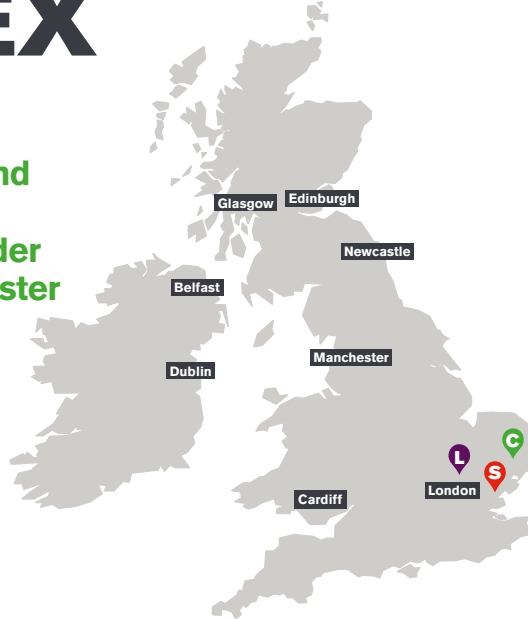 EX
nd
der
ster
Glasgow
Edinburgh
Newcastle
Belfast
Manchester
Dublin
C
L
S
London
Cardiff